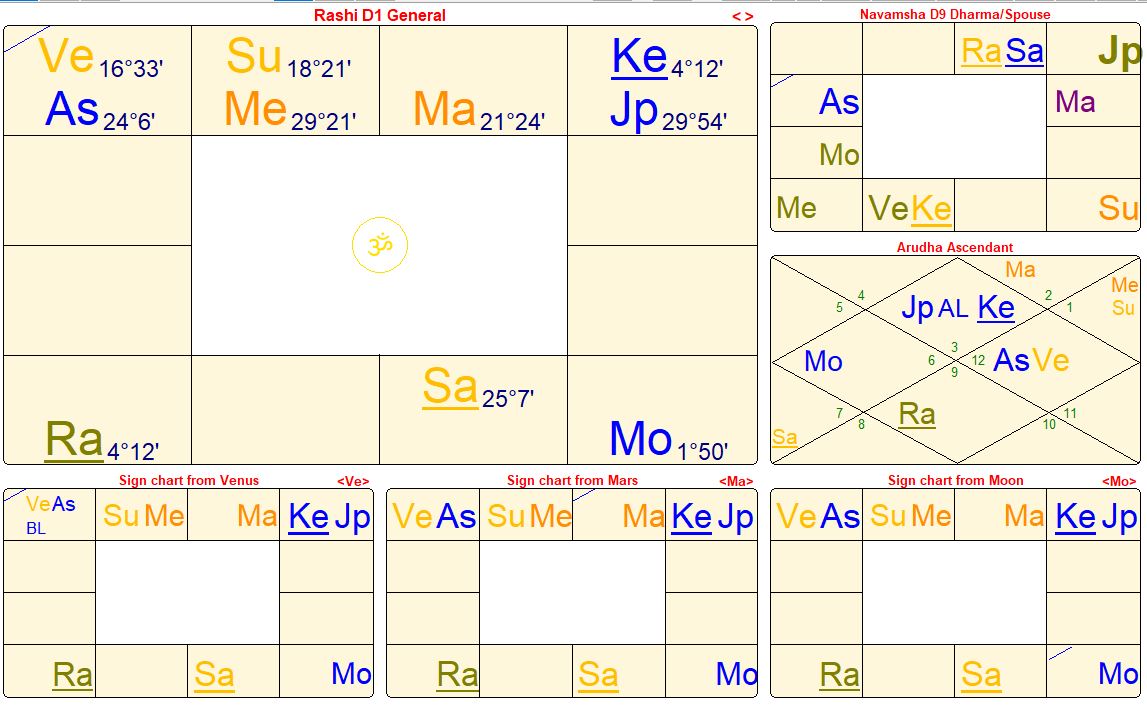 Rashi D1 General < >
Ve 16°33' Su 18°21' Ke 4°12'
As 24°6' Me 29°21' Ma 21°24' Jp 29°54'
ॐ
Sa 25°7'
Ra 4°12' Mo 1°50'
Navamsha D9 Dharma/Spouse
Ra Sa Jp
As Ma
Mo
Me Ve Ke Su
Arudha Ascendant
Ma
Me
Su
4 2
5 1
Jp AL Ke
3
Mo 6 12 As Ve
9
Ra
7 11
8 10
Sa
Sign chart from Venus <Ve>
Ve As Su Me Ma Ke Jp
BL
Ra Sa Mo
Sign chart from Mars <Ma>
Ve As Su Me Ma Ke Jp
Ra Sa Mo
Sign chart from Moon <Mo>
Ve As Su Me Ma Ke Jp
Ra Sa Mo